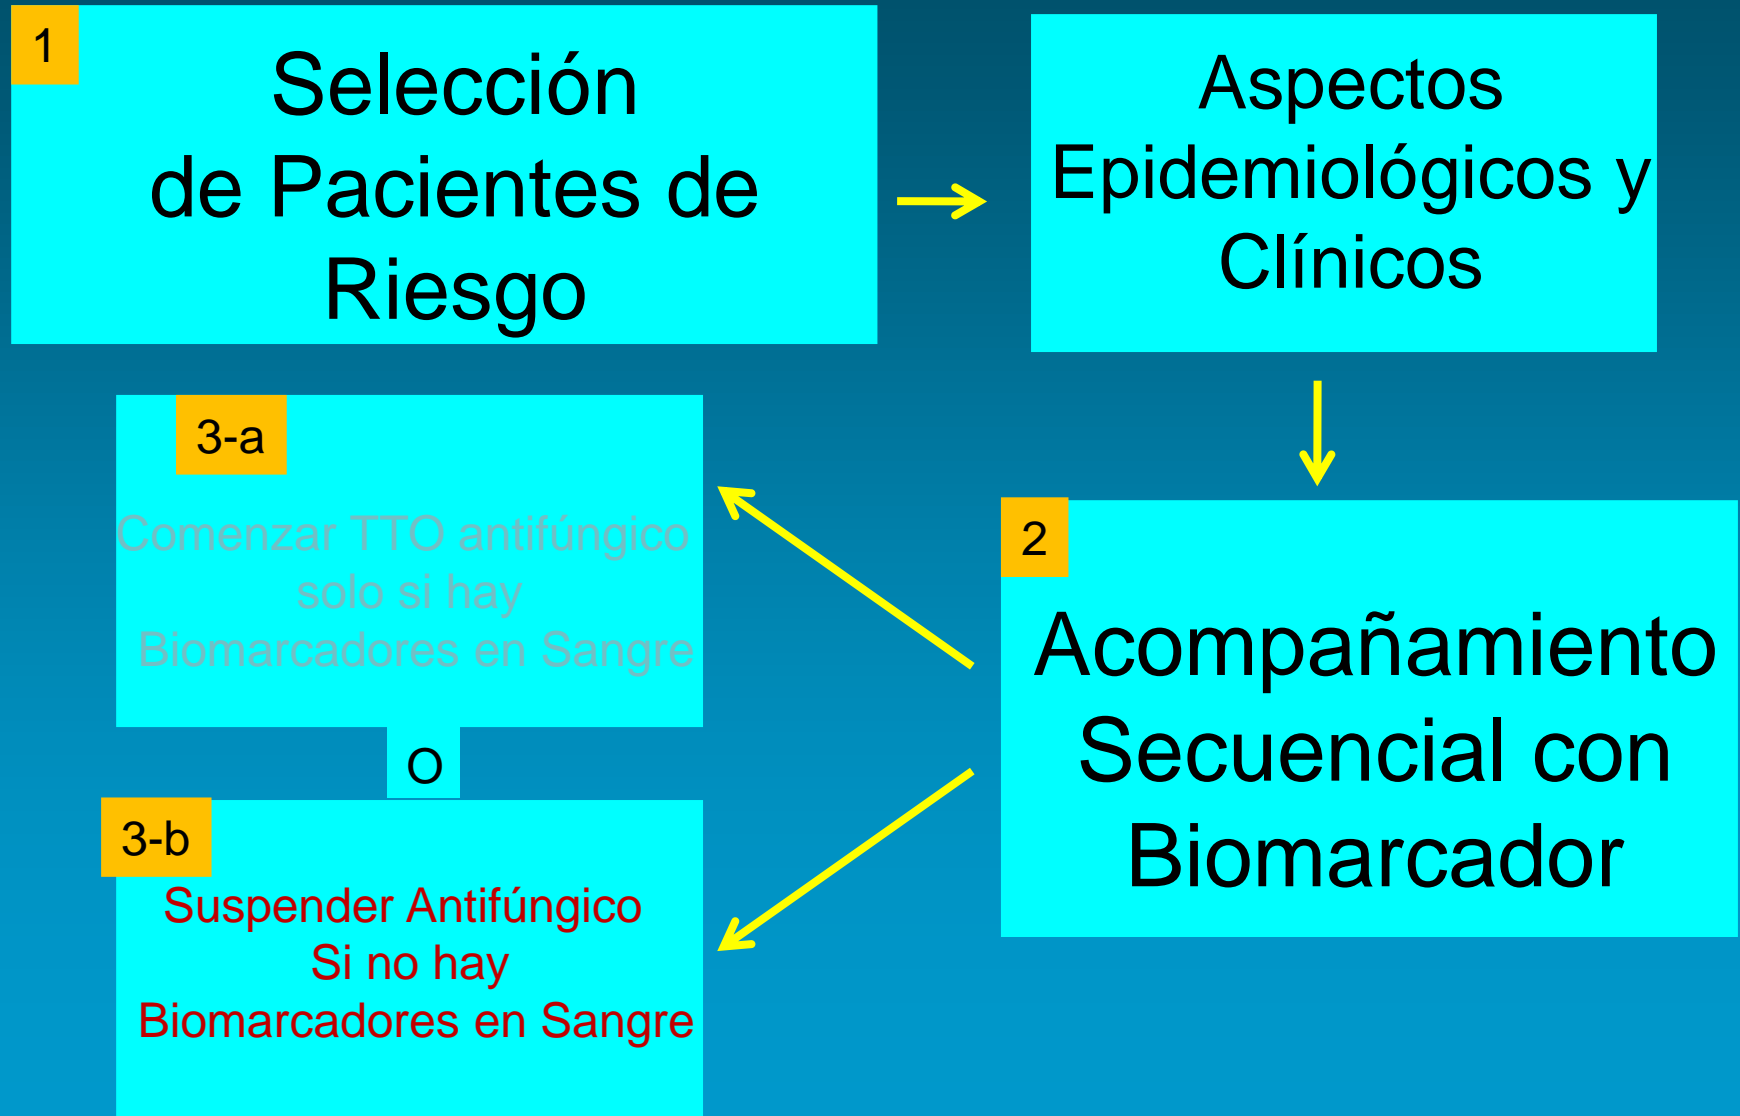 1
Selección
de Pacientes de
Riesgo
Aspectos
Epidemiológicos y
Clínicos
2
Acompañamiento
Secuencial con
Biomarcador
3-a
Comenzar TTO antifúngico
solo si hay
Biomarcadores en Sangre
O
3-b
Suspender Antifúngico
Si no hay
Biomarcadores en Sangre